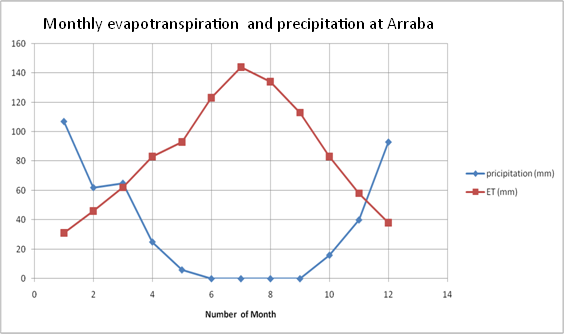 Monthly evapotranspiration and precipitation at Arraba
160
140
120
100
80
60
40
20
0
0 2 4 6 8 10 12 14
Number of Month
pricipitation (mm)
ET (mm)